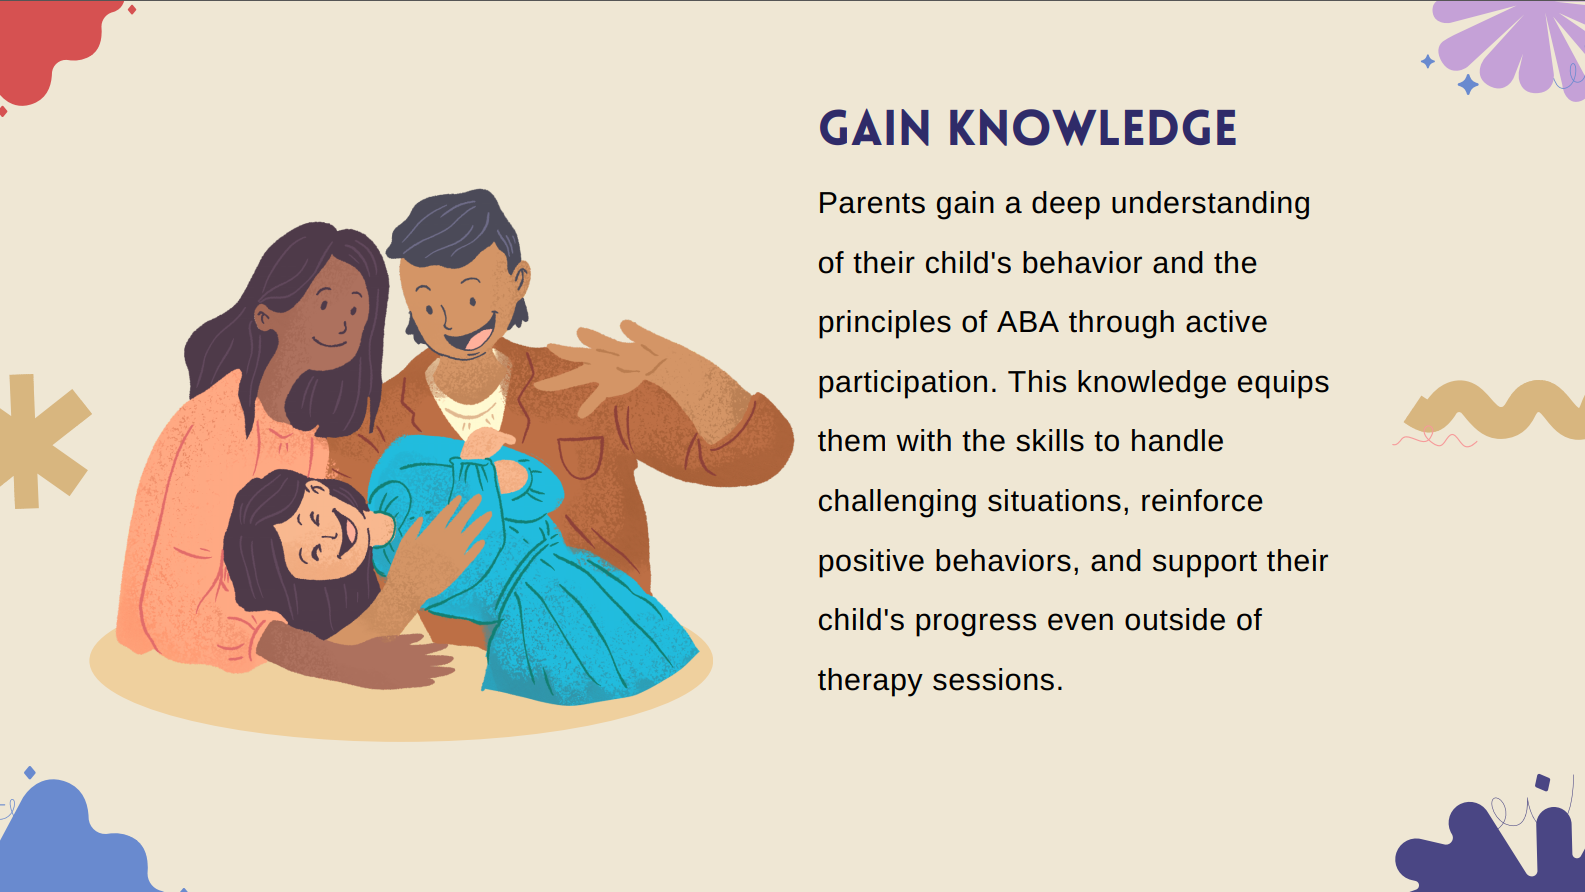 GAIN KNOWLEDGE
Parents gain a deep understanding
of their child's behavior and the
principles of ABA through active
participation. This knowledge equips
them with the skills to handle
challenging situations, reinforce
positive behaviors, and support their
child's progress even outside of
therapy sessions.